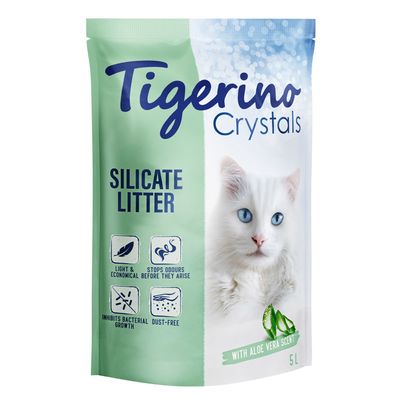 Tigerino
Crystals
SILICATE
LITTER
LIGHT &
ECONOMICAL
STOPS ODOURS
BEFORE THEY ARISE
INHIBITS BACTERIAL
GROWTH
DUST-FREE
WITH ALOE VERA SCENT
5 L